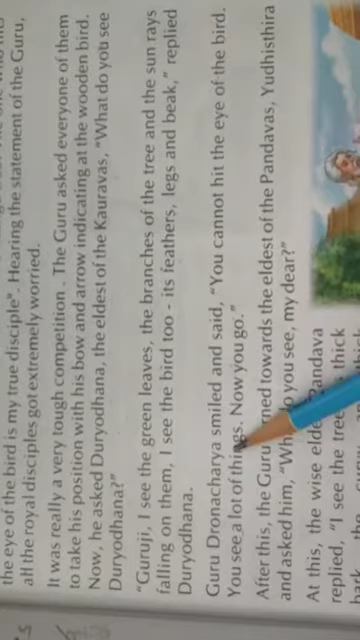 the eye of the bird is my true disciple". Hearing the statement of the Guru,
all the royal disciples got extremely worried.
It was really a very tough competition. The Guru asked everyone of them
to take his position with his bow and arrow indicating at the wooden bird.
Now, he asked Duryodhana, the eldest of the Kauravas, "What do you see
Duryodhana?"
"Guruji, I see the green leaves, the branches of the tree and the sun rays
falling on them, I see the bird too - its feathers, legs and beak," replied
Duryodhana.
Guru Dronacharya smiled and said, "You cannot hit the eye of the bird.
You see a lot of things. Now you go."
After this, the Guru turned towards the eldest of the Pandavas, Yudhisthira
and asked him, "What do you see, my dear?"
At this, the wise eldest Pandava
replied, "I see the tree thick